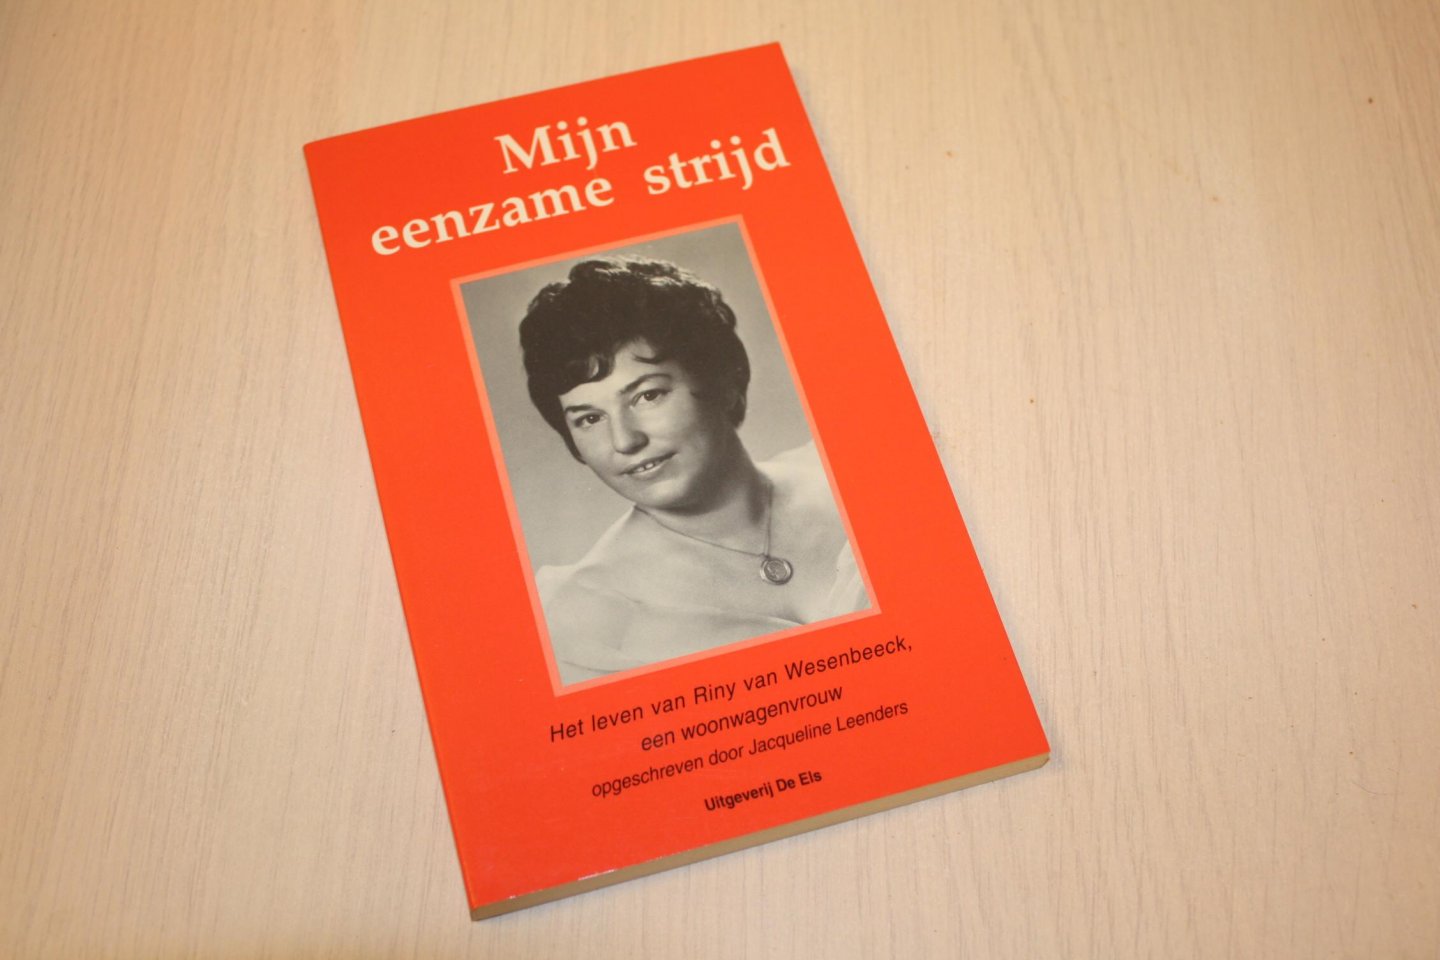 Mijn
eenzame strijd
Het leven van Riny van Wesenbeeck,
een woonwagenvrouw
opgeschreven door Jacqueline Leenders
Uitgeverij De Els